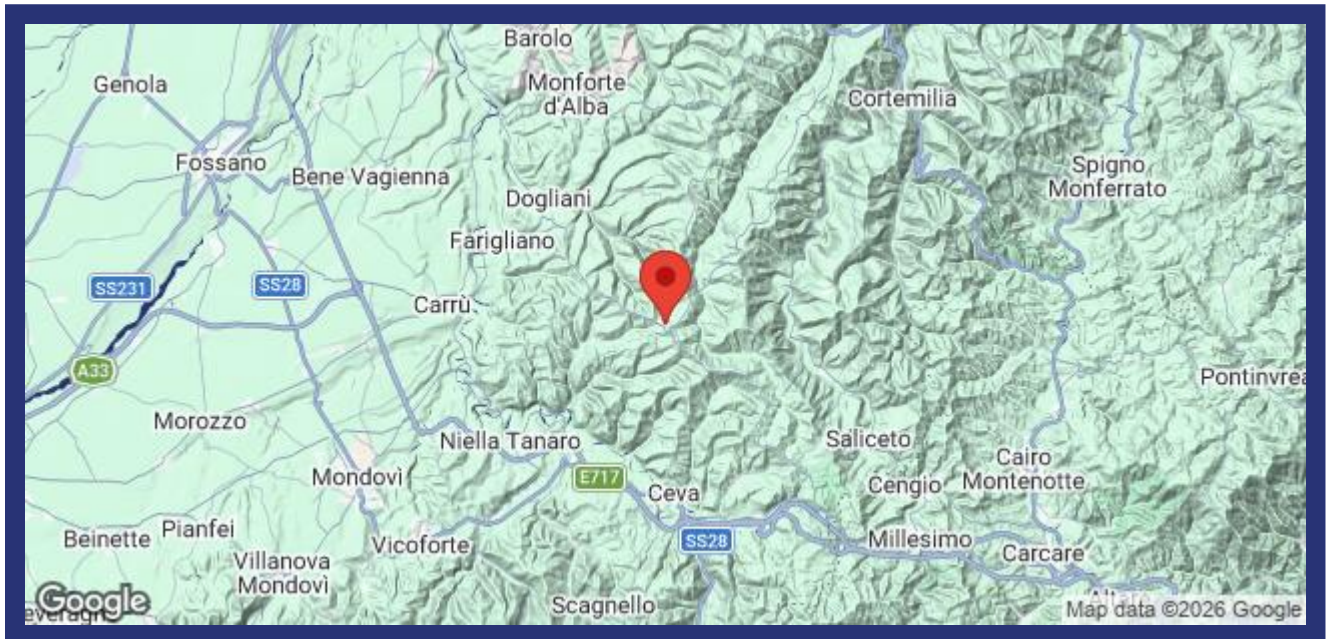 Barolo
Genola
Monforte
d'Alba
Cortemilia
Fossano
Bene Vagienna
Spigno
Monferrato
Dogliani
Farigliano
SS231
SS28
Carrù
A33
Pontinvrea
Morozzo
Niella Tanaro
Saliceto
Mondovì
E717
Ceva
Cengio
Cairo
Montenotte
Beinette
Pianfei
Vicoforte
SS28
Millesimo
Carcare
Villanova
Mondovì
Scagnello
Google
Map data ©2026 Google